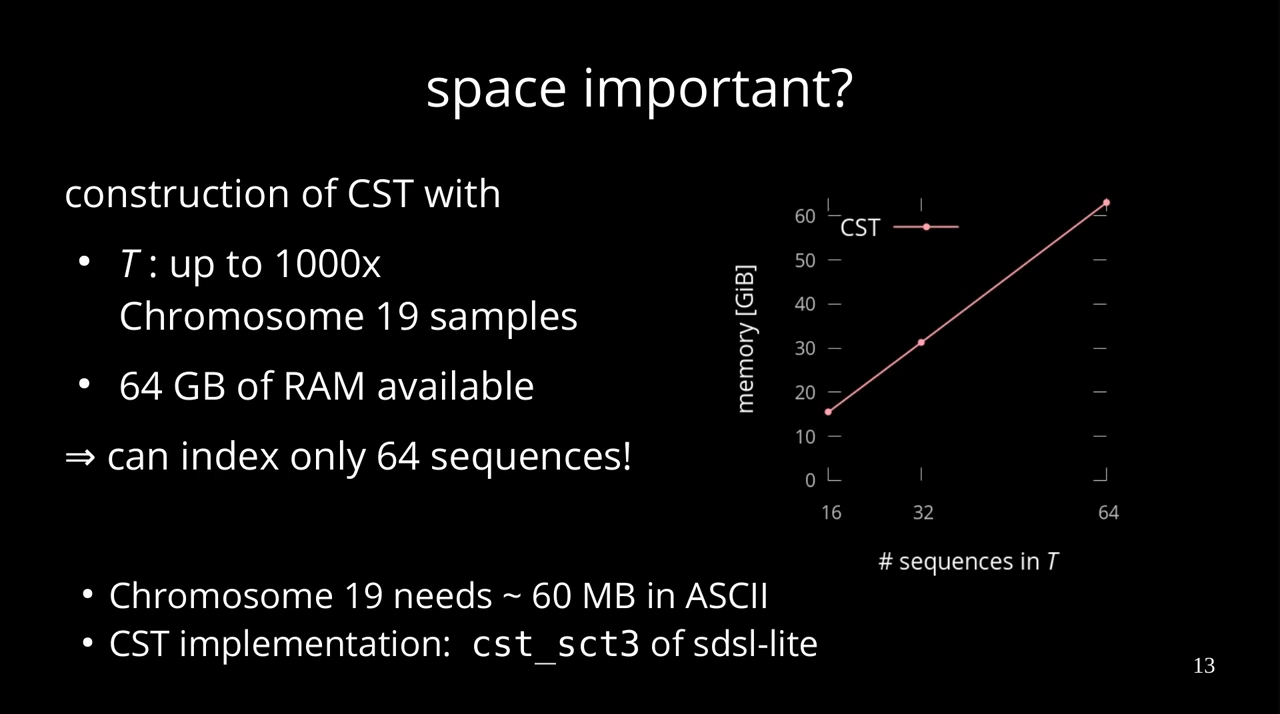 space important?
construction of CST with
• T : up to 1000x
Chromosome 19 samples
• 64 GB of RAM available
⇒ can index only 64 sequences!
CST
memory [GiB]
60
50
40
30
20
10
0
16 32 64
# sequences in T
• Chromosome 19 needs ~ 60 MB in ASCII
• CST implementation: cst_sct3 of sdsl-lite
13